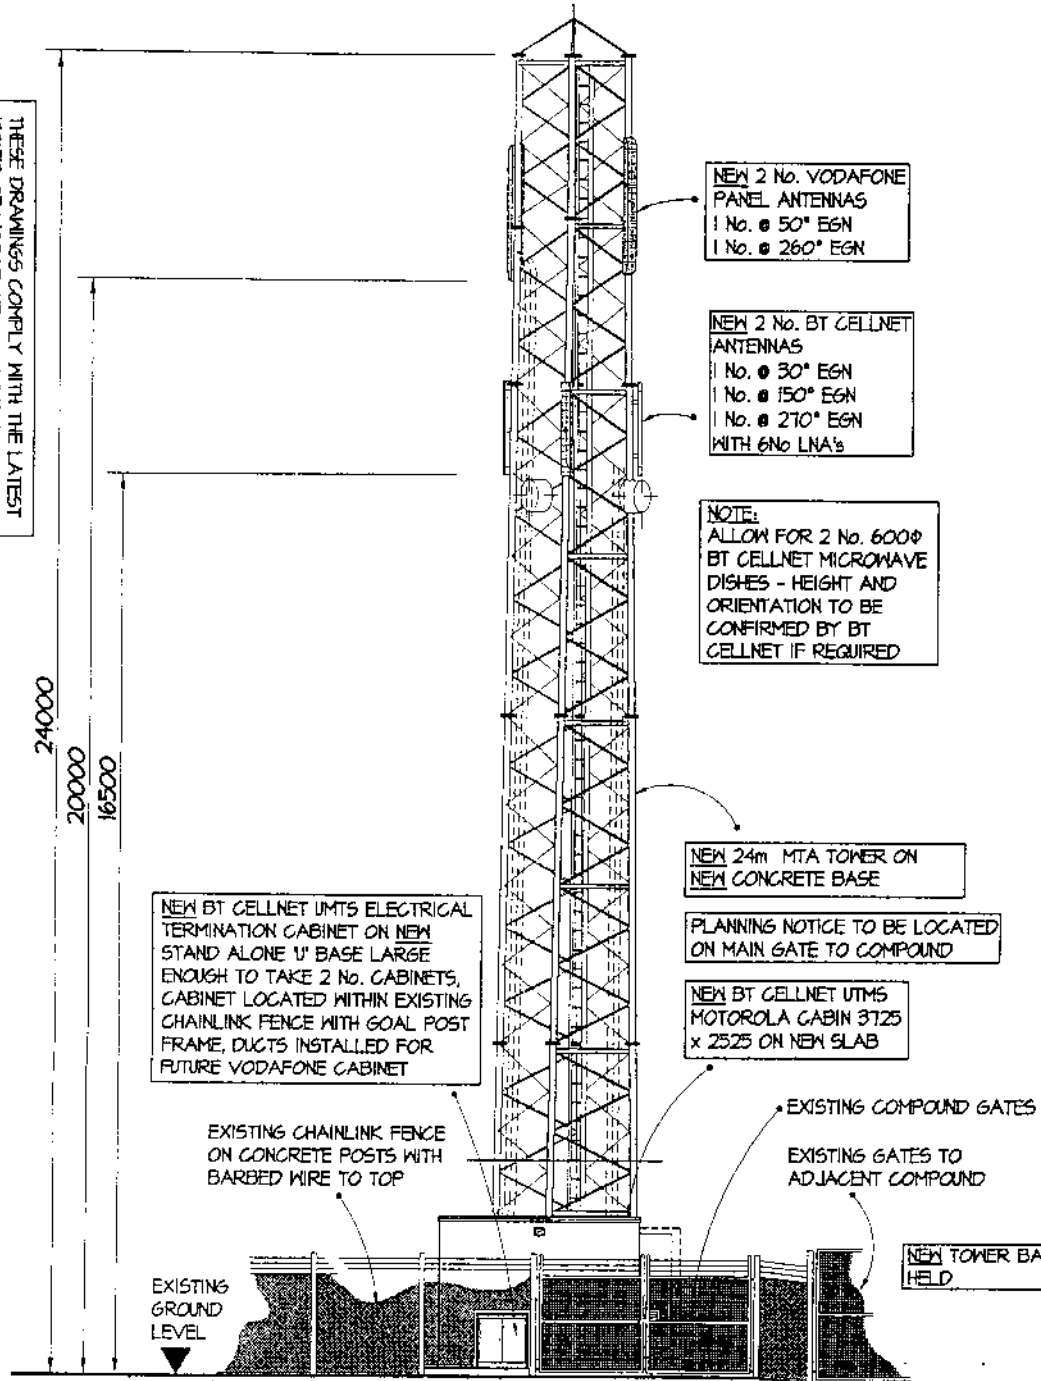 THESE DRAWINGS COMPLY WITH THE LATEST
NEW 2 No. VODAFONE
PANEL ANTENNAS
1 No. @ 50° EGN
1 No. @ 260° EGN
NEW 2 No. BT CELLNET
ANTENNAS
1 No. @ 30° EGN
1 No. @ 150° EGN
1 No. @ 270° EGN
WITH 6No LNA's
NOTE:
ALLOW FOR 2 No. 600Φ
BT CELLNET MICROWAVE
DISHES - HEIGHT AND
ORIENTATION TO BE
CONFIRMED BY BT
CELLNET IF REQUIRED
24000
20000
16500
NEW 24m MTA TOWER ON
NEW CONCRETE BASE
PLANNING NOTICE TO BE LOCATED
ON MAIN GATE TO COMPOUND
NEW BT CELLNET UTMS
MOTOROLA CABIN 3725
x 2525 ON NEW SLAB
NEW BT CELLNET UMTS ELECTRICAL
TERMINATION CABINET ON NEW
STAND ALONE 'U' BASE LARGE
ENOUGH TO TAKE 2 No. CABINETS,
CABINET LOCATED WITHIN EXISTING
CHAINLINK FENCE WITH GOAL POST
FRAME, DUCTS INSTALLED FOR
FUTURE VODAFONE CABINET
EXISTING CHAINLINK FENCE
ON CONCRETE POSTS WITH
BARBED WIRE TO TOP
EXISTING COMPOUND GATES
EXISTING GATES TO
ADJACENT COMPOUND
NEW TOWER BA
HELD
EXISTING
GROUND
LEVEL